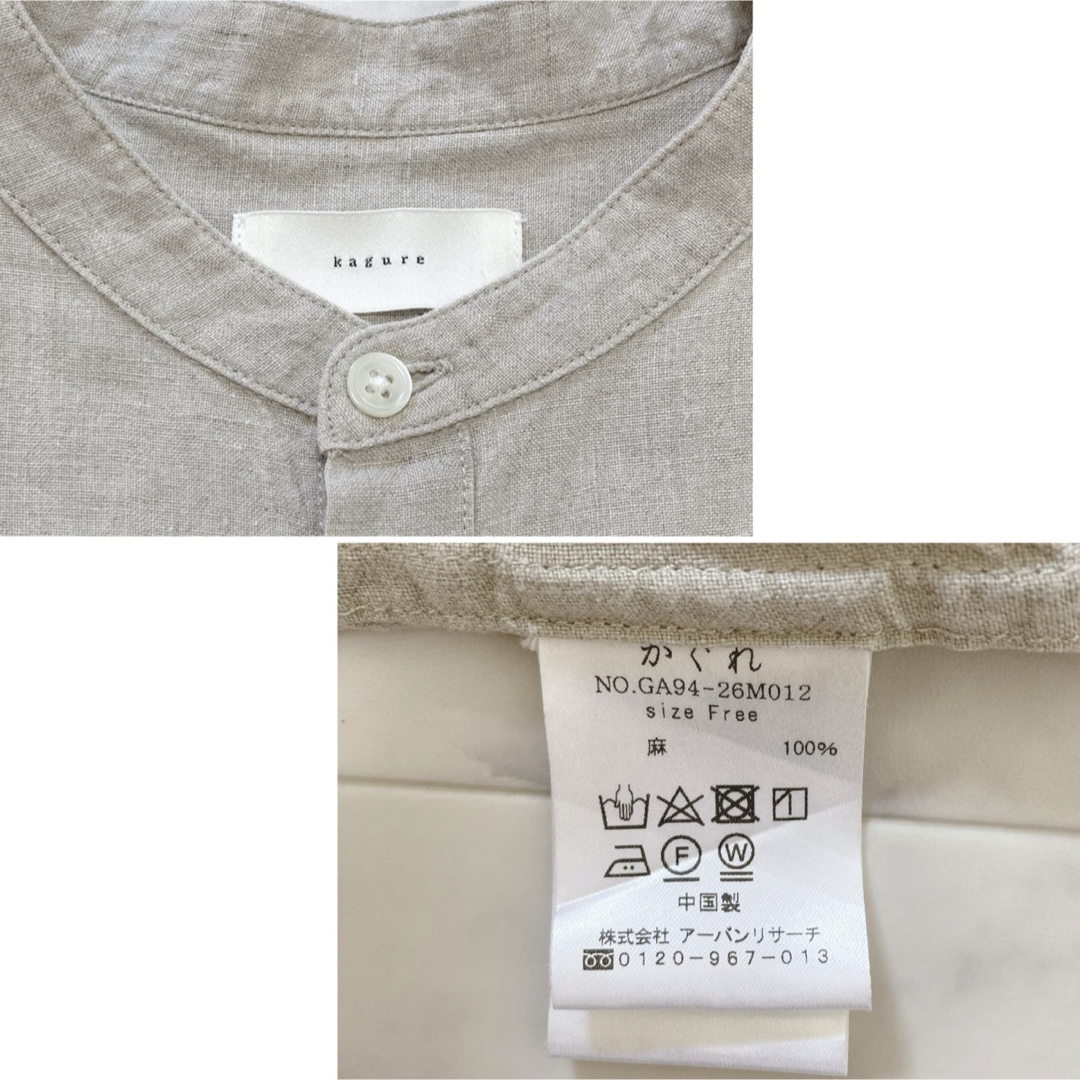 kagure
かぐれ
NO.GA94-26M012
size Free
麻 100%
F W
中国製
株式会社 アーバンリサーチ
0120-967-013